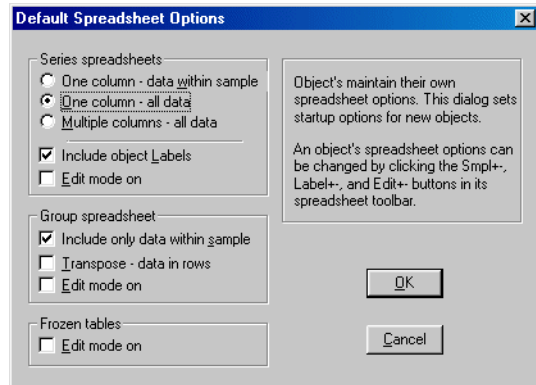 Default Spreadsheet Options
Series spreadsheets
One column - data within sample
One column - all data
Multiple columns - all data
Include object Labels
Edit mode on
Group spreadsheet
Include only data within sample
Transpose - data in rows
Edit mode on
Frozen tables
Edit mode on
Object's maintain their own
spreadsheet options. This dialog sets
startup options for new objects.
An object's spreadsheet options can
be changed by clicking the Smpl+-,
Label+-, and Edit+- buttons in its
spreadsheet toolbar.
OK
Cancel